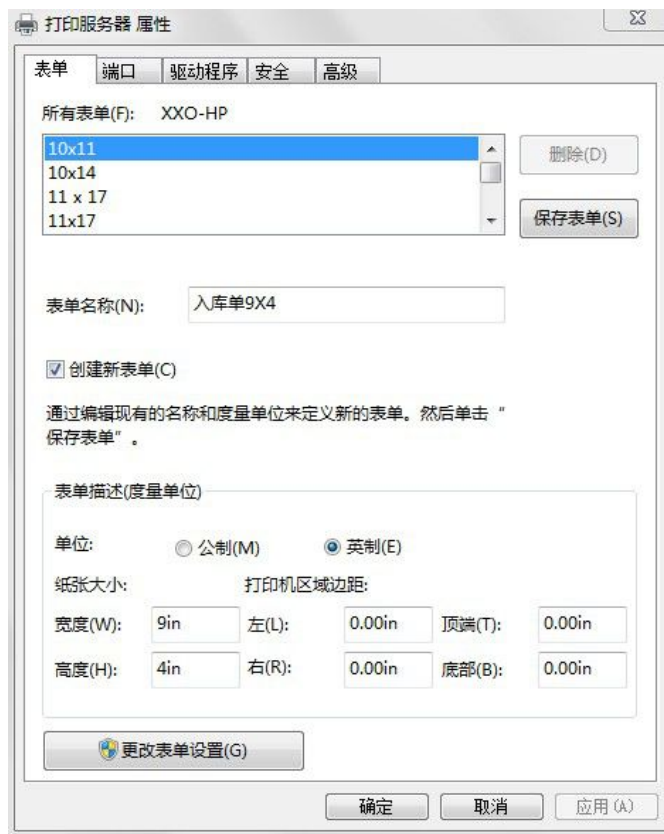 打印服务器 属性
表单 端口 驱动程序 安全 高级
所有表单(F): XXO-HP
10x11
10x14
11 x 17
11x17
删除(D)
保存表单(S)
表单名称(N): 入库单9X4
创建新表单(C)
通过编辑现有的名称和度量单位来定义新的表单。然后单击“
保存表单”。
表单描述(度量单位)
单位: 公制(M) 英制(E)
纸张大小: 打印机区域边距:
宽度(W): 9in 左(L): 0.00in 顶端(T): 0.00in
高度(H): 4in 右(R): 0.00in 底部(B): 0.00in
更改表单设置(G)
确定 取消 应用(A)